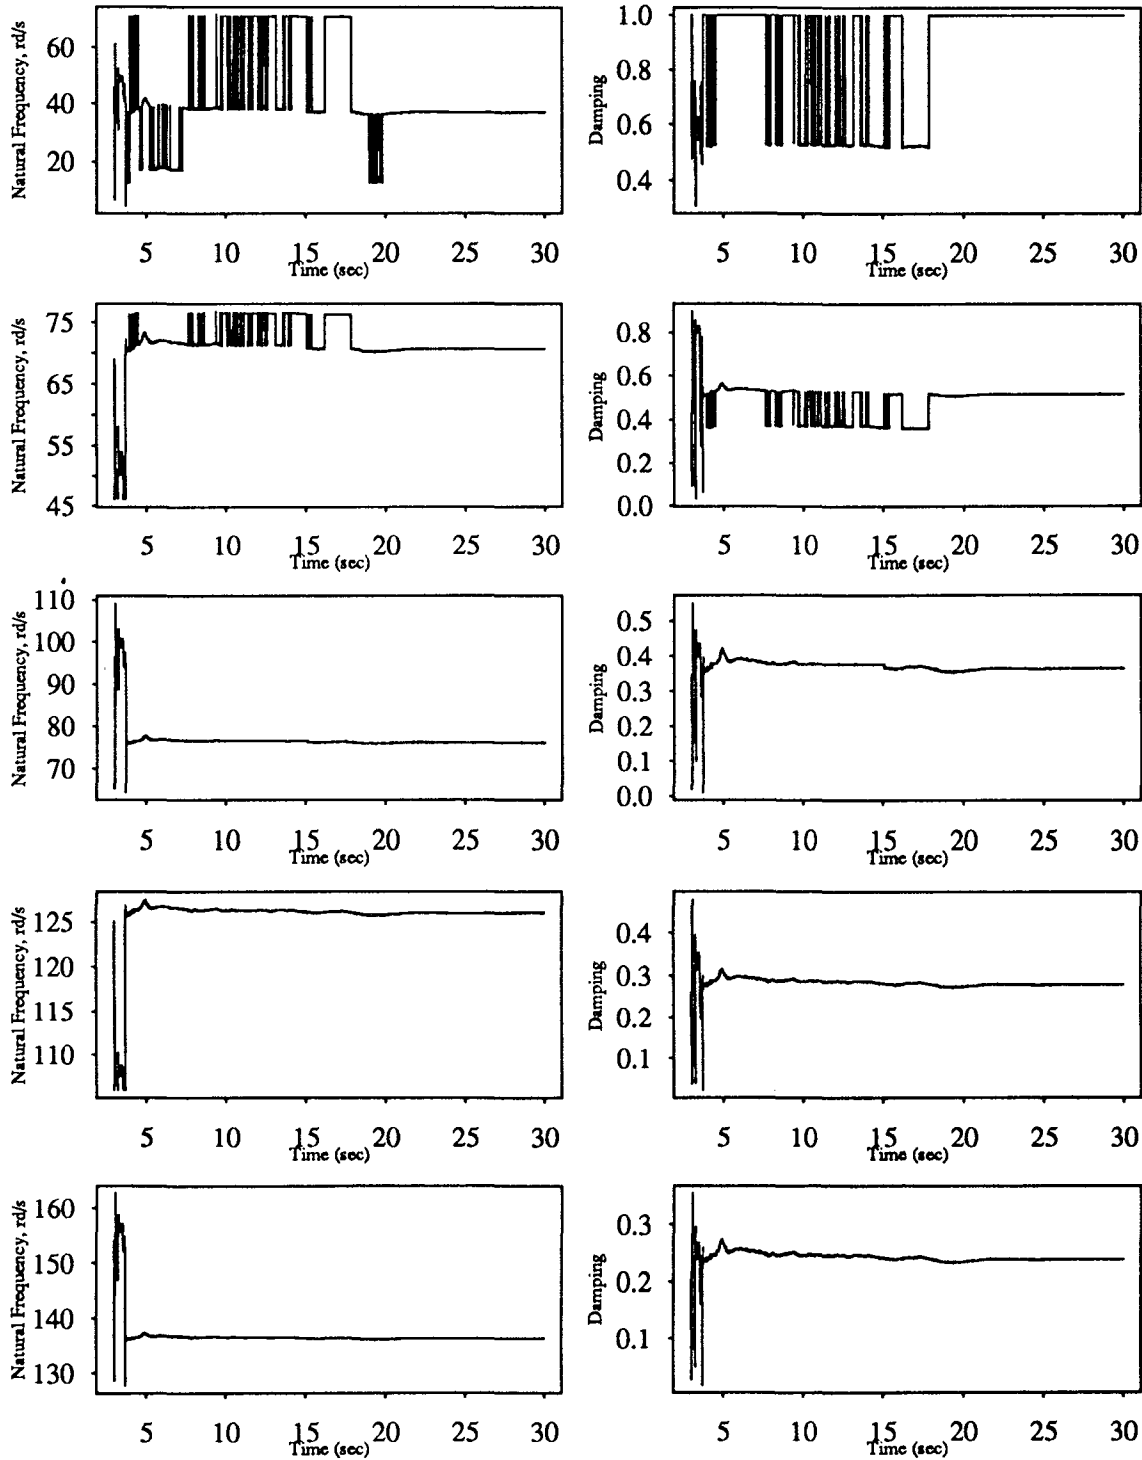 Natural Frequency, rd/s
60
40
20
5 10 15 20 25 30
Time (sec)
Damping
1.0
0.8
0.6
0.4
5 10 15 20 25 30
Time (sec)
Natural Frequency, rd/s
75
65
55
45
5 10 15 20 25 30
Time (sec)
Damping
0.8
0.6
0.4
0.2
0.0
5 10 15 20 25 30
Time (sec)
Natural Frequency, rd/s
110
100
90
80
70
5 10 15 20 25 30
Time (sec)
Damping
0.5
0.4
0.3
0.2
0.1
0.0
5 10 15 20 25 30
Time (sec)
Natural Frequency, rd/s
125
120
115
110
5 10 15 20 25 30
Time (sec)
Damping
0.4
0.3
0.2
0.1
5 10 15 20 25 30
Time (sec)
Natural Frequency, rd/s
160
150
140
130
5 10 15 20 25 30
Time (sec)
Damping
0.3
0.2
0.1
5 10 15 20 25 30
Time (sec)